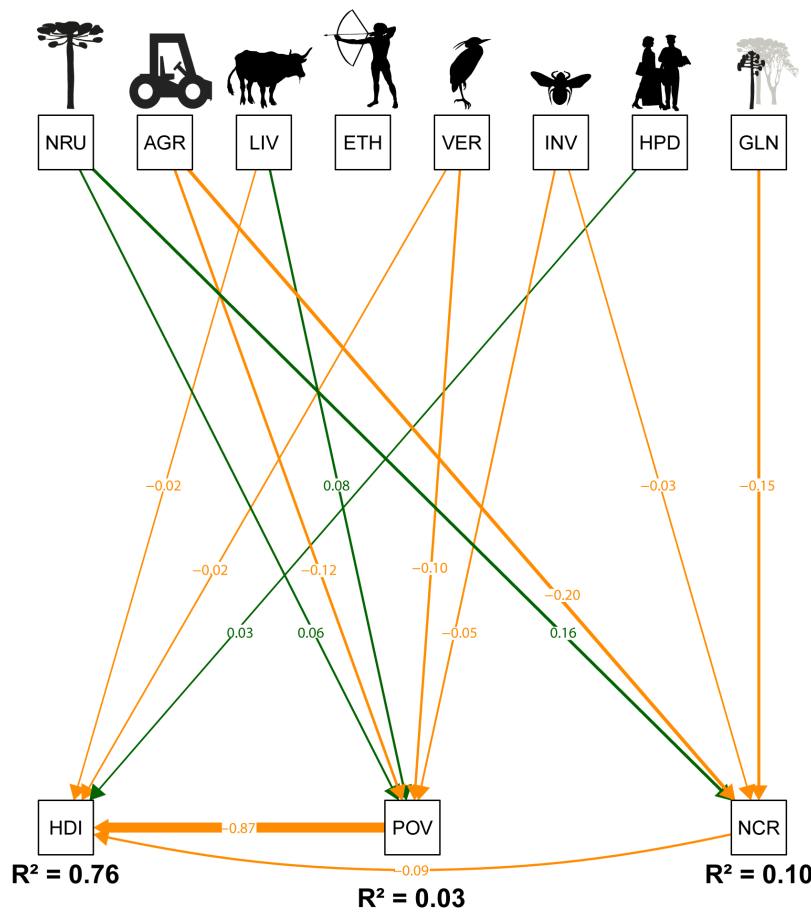 NRU AGR LIV ETH VER INV HPD GLN
−0.02 0.08 −0.03 −0.15
−0.02 −0.12 −0.10
−0.20
0.03 0.06 −0.05 0.16
HDI −0.87 POV NCR
−0.09
R² = 0.76 R² = 0.10
R² = 0.03